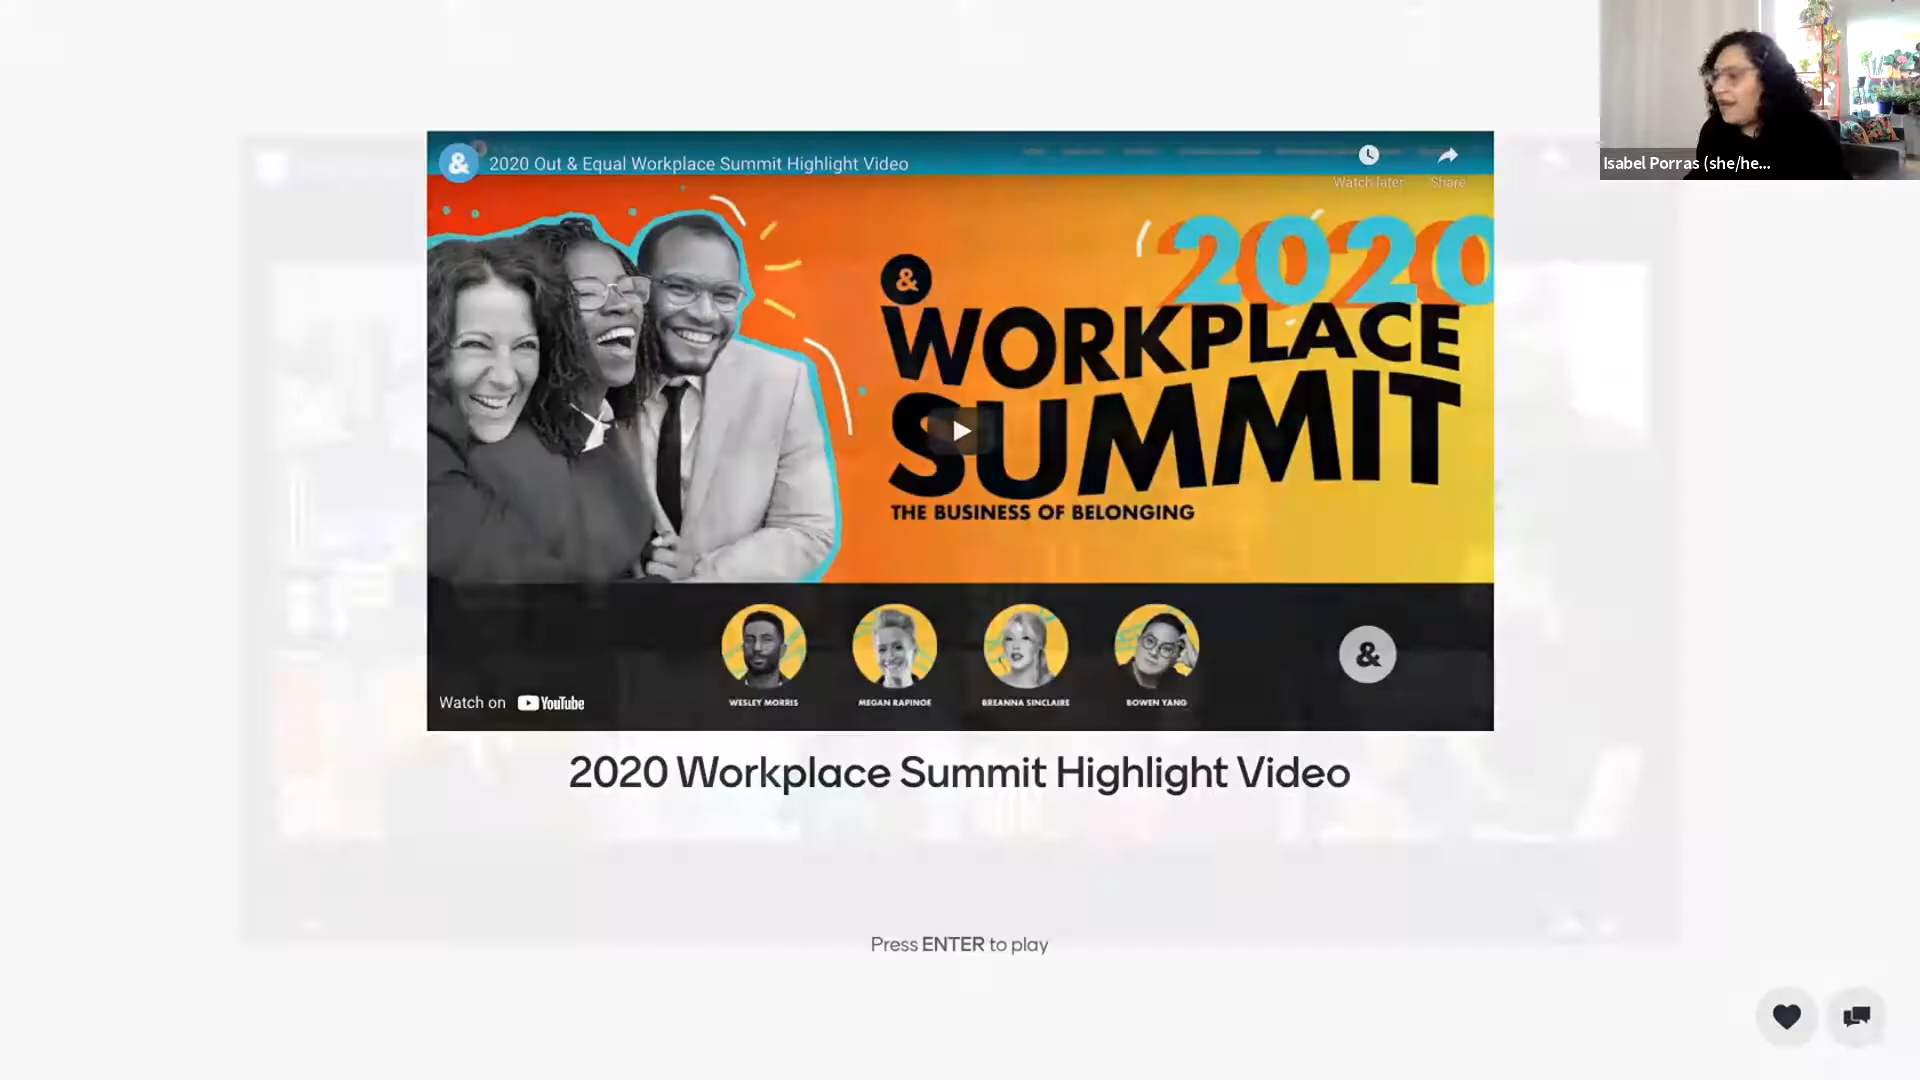 Isabel Porras (she/he...
&
2020 Out & Equal Workplace Summit Highlight Video
Watch later
Share
2020
&
WORKPLACE
SUMMIT
THE BUSINESS OF BELONGING
WESLEY MORRIS
MEGAN RAPINOE
BREANNA SINCLAIRE
BOWEN YANG
&
Watch on YouTube
2020 Workplace Summit Highlight Video
Press ENTER to play